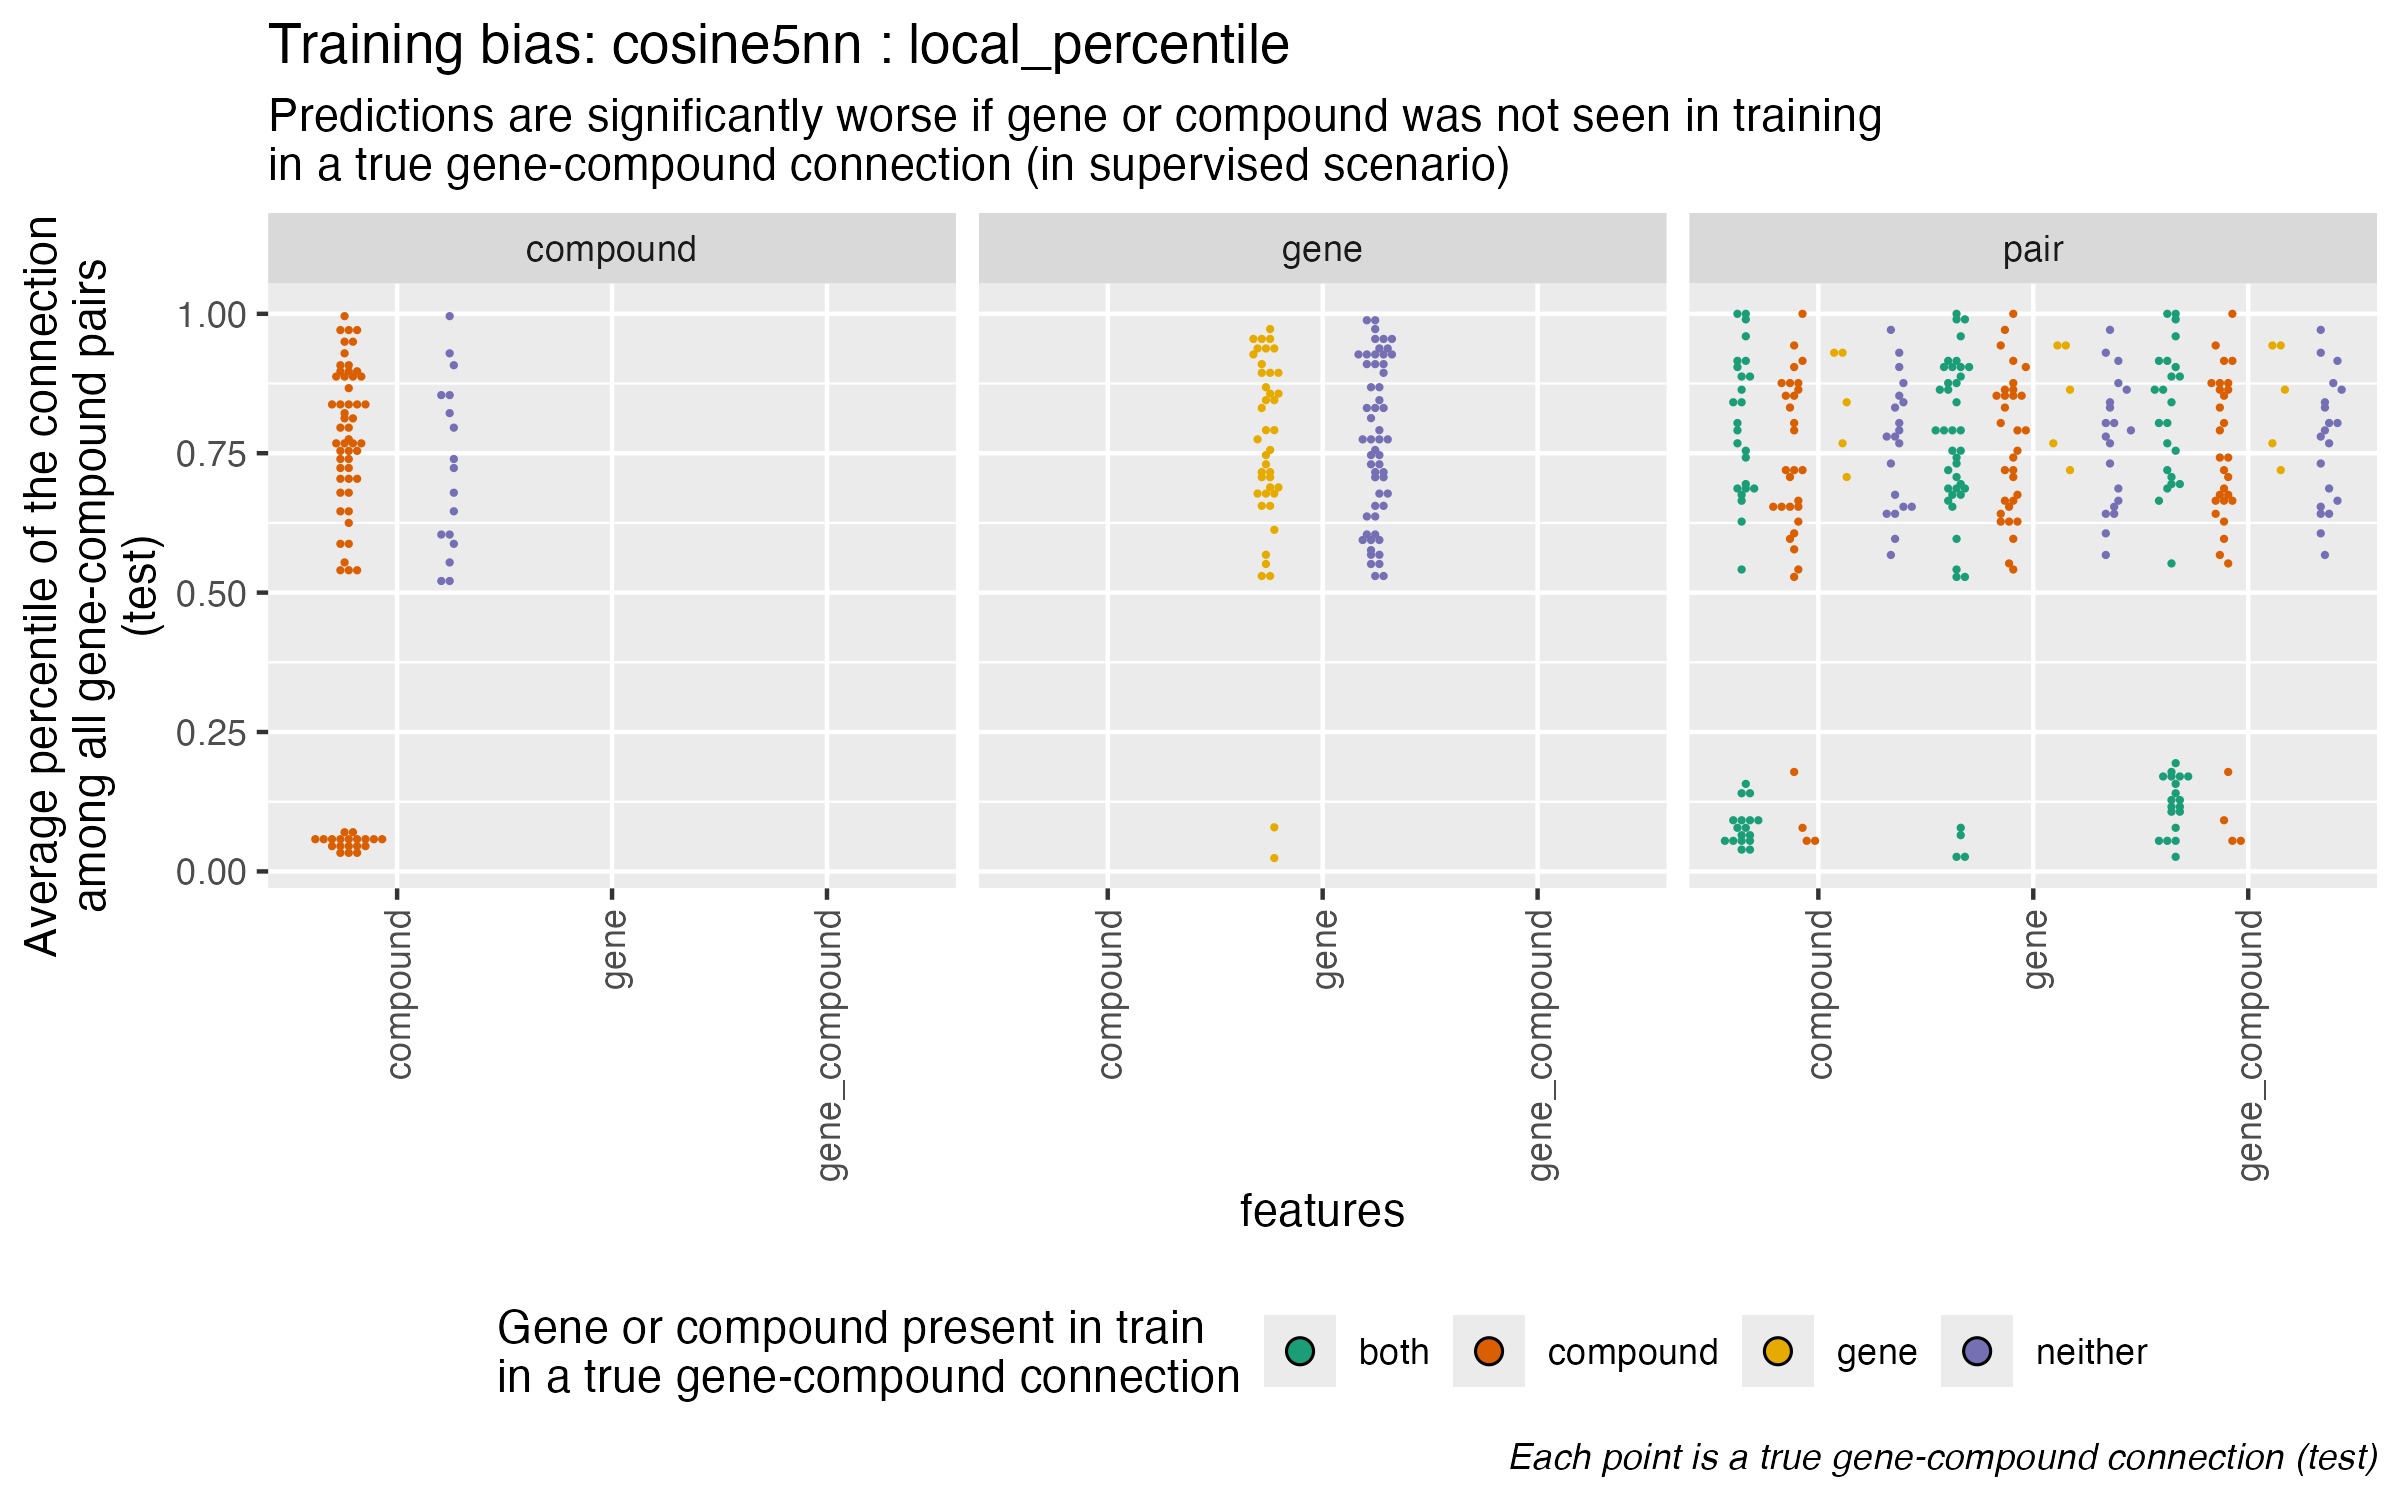 Training bias: cosine5nn : local_percentile
Predictions are significantly worse if gene or compound was not seen in training
in a true gene-compound connection (in supervised scenario)
Average percentile of the connection
among all gene-compound pairs
(test)
compound
gene
pair
1.00
0.75
0.50
0.25
0.00
compound
gene
gene_compound
compound
gene
gene_compound
compound
gene
gene_compound
features
Gene or compound present in train
in a true gene-compound connection
both
compound
gene
neither
Each point is a true gene-compound connection (test)